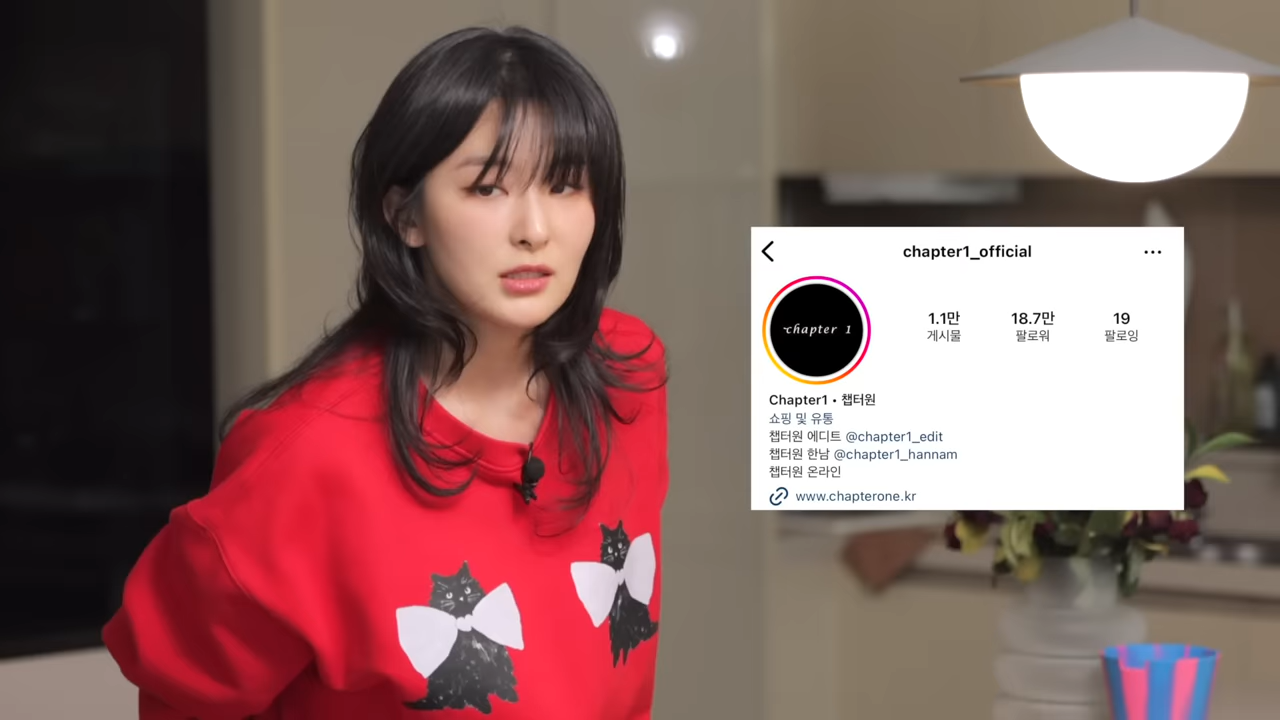 chapter1_official
chapter 1
1.1만 18.7만 19
게시물 팔로워 팔로잉
Chapter1 • 챕터원
쇼핑 및 유통
챕터원 에디트 @chapter1_edit
챕터원 한남 @chapter1_hannam
챕터원 온라인
www.chapterone.kr